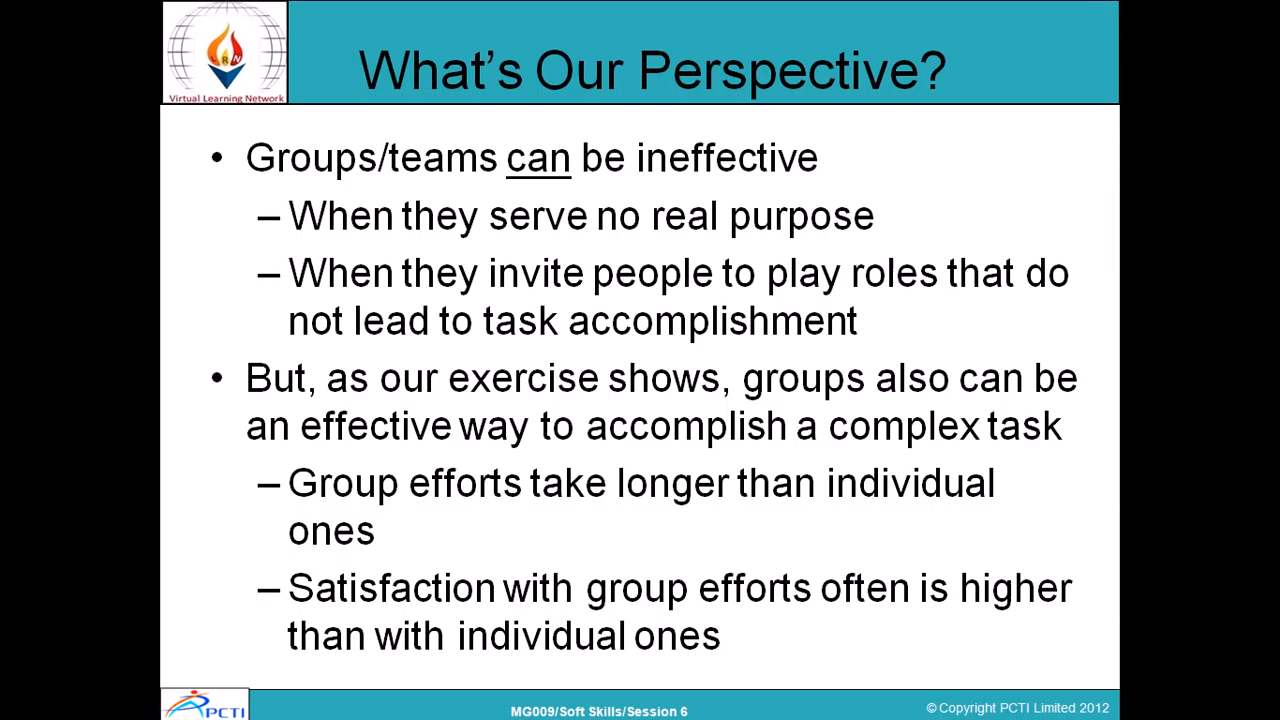 What's Our Perspective?
Virtual Learning Network
• Groups/teams can be ineffective
– When they serve no real purpose
– When they invite people to play roles that do
not lead to task accomplishment
• But, as our exercise shows, groups also can be
an effective way to accomplish a complex task
– Group efforts take longer than individual
ones
– Satisfaction with group efforts often is higher
than with individual ones
PCTI
MG009/Soft Skills/Session 6
© Copyright PCTI Limited 2012